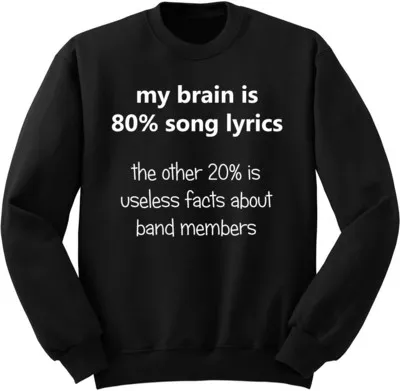 my brain is
80% song lyrics
the other 20% is
useless facts about
band members